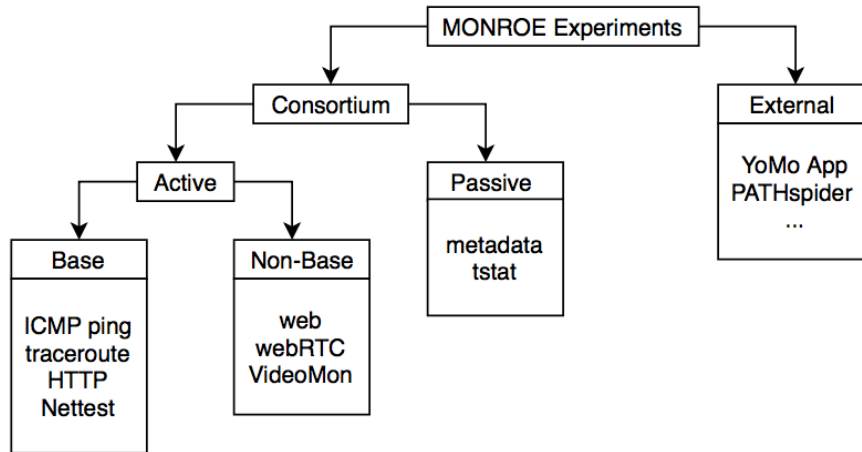 MONROE Experiments
Consortium
External
YoMo App
PATHspider
...
Active
Passive
metadata
tstat
Base
ICMP ping
traceroute
HTTP
Nettest
Non-Base
web
webRTC
VideoMon